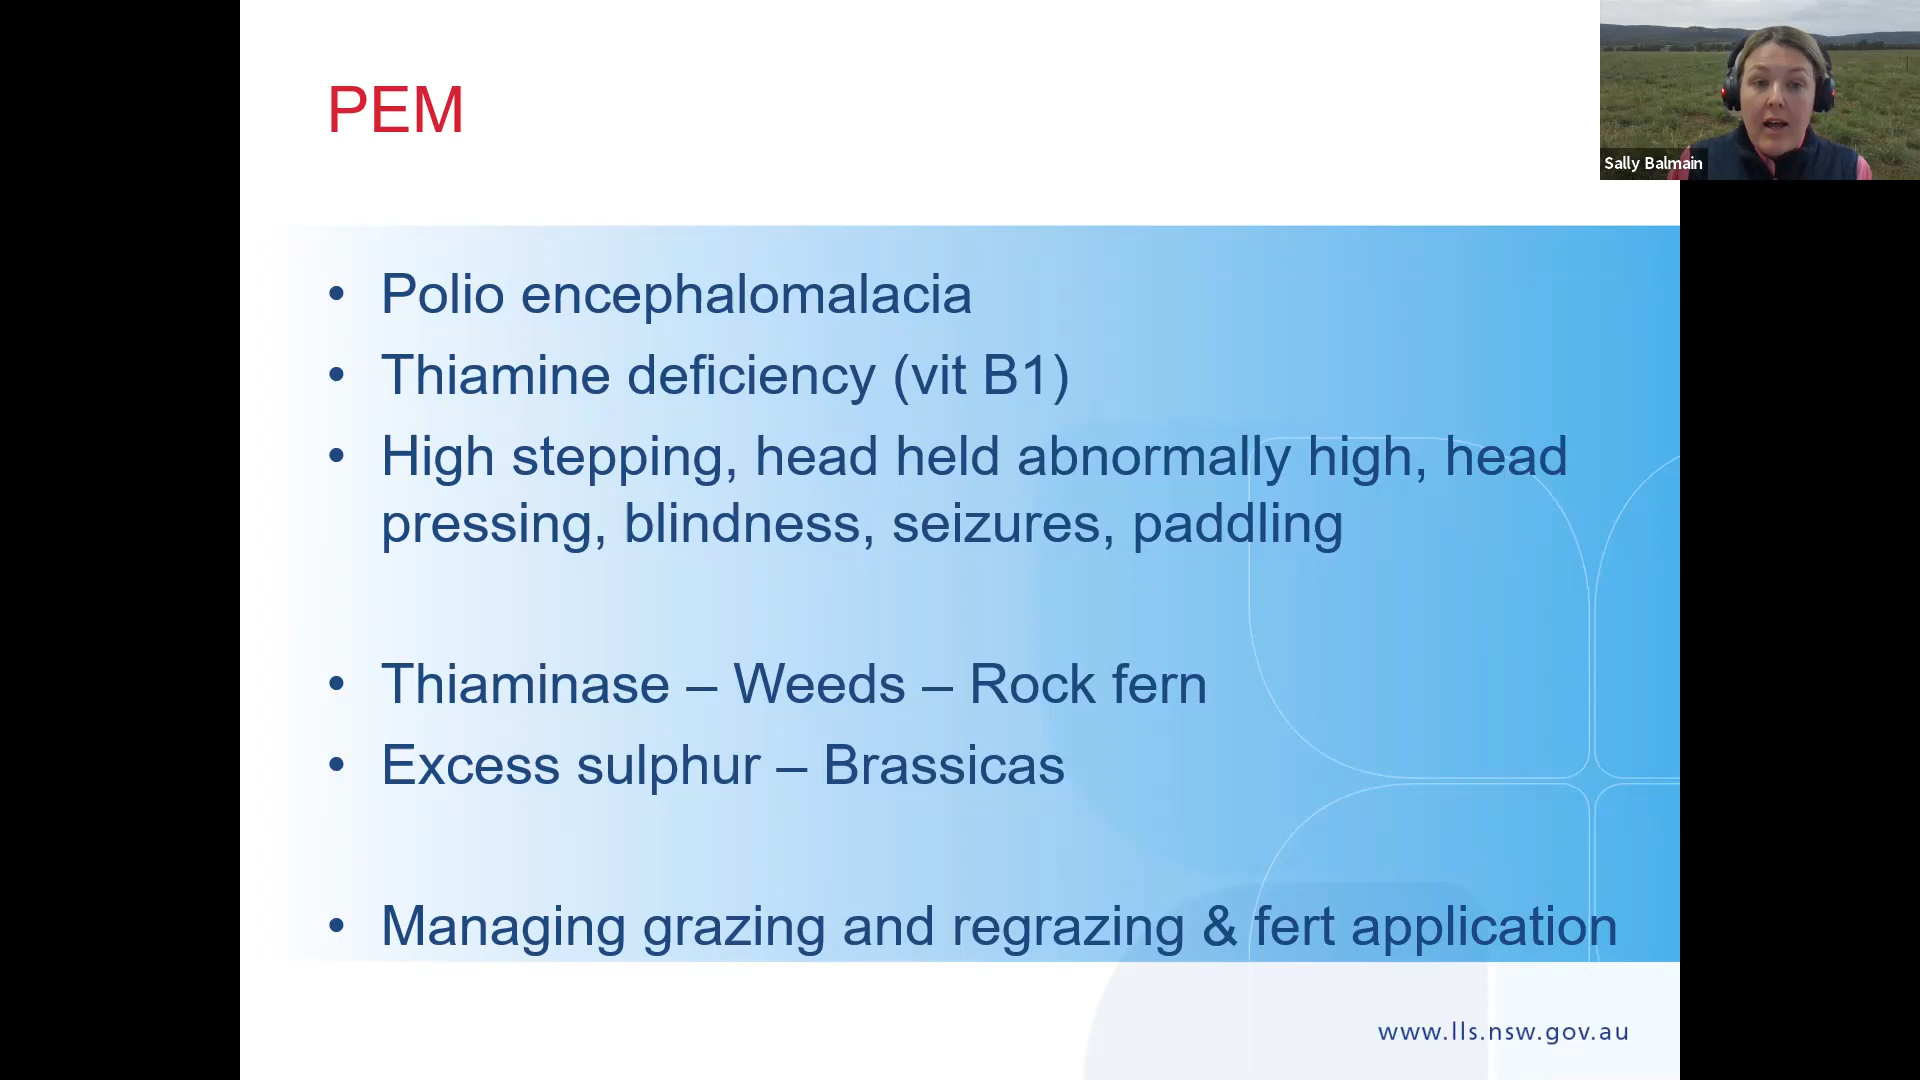 PEM
Sally Balmain
• Polio encephalomalacia
• Thiamine deficiency (vit B1)
• High stepping, head held abnormally high, head
pressing, blindness, seizures, paddling
• Thiaminase – Weeds – Rock fern
• Excess sulphur – Brassicas
• Managing grazing and regrazing & fert application
www.lls.nsw.gov.au